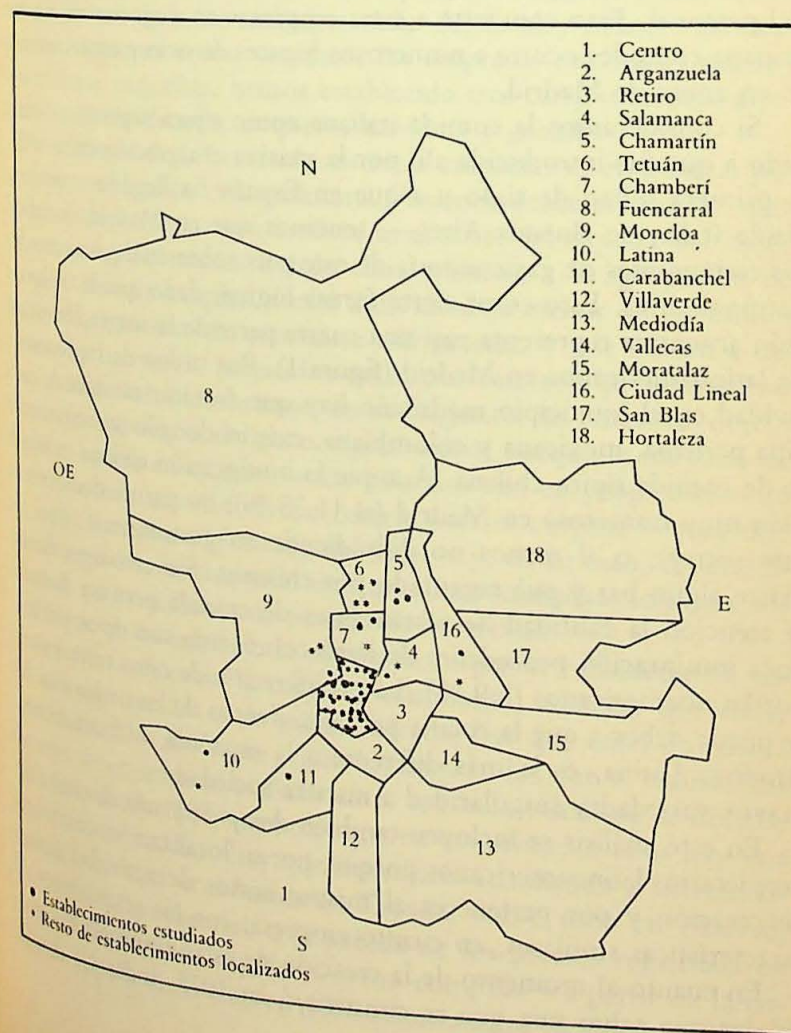 1. Centro
2. Arganzuela
3. Retiro
4. Salamanca
5. Chamartín
6. Tetuán
7. Chamberí
8. Fuencarral
9. Moncloa
10. Latina
11. Carabanchel
12. Villaverde
13. Mediodía
14. Vallecas
15. Moratalaz
16. Ciudad Lineal
17. San Blas
18. Hortaleza
N
8
OE
18
6
5
9
E
7
16
4
17
3
15
2
14
10
11
12
13
1
S
Establecimientos estudiados
Resto de establecimientos localizados